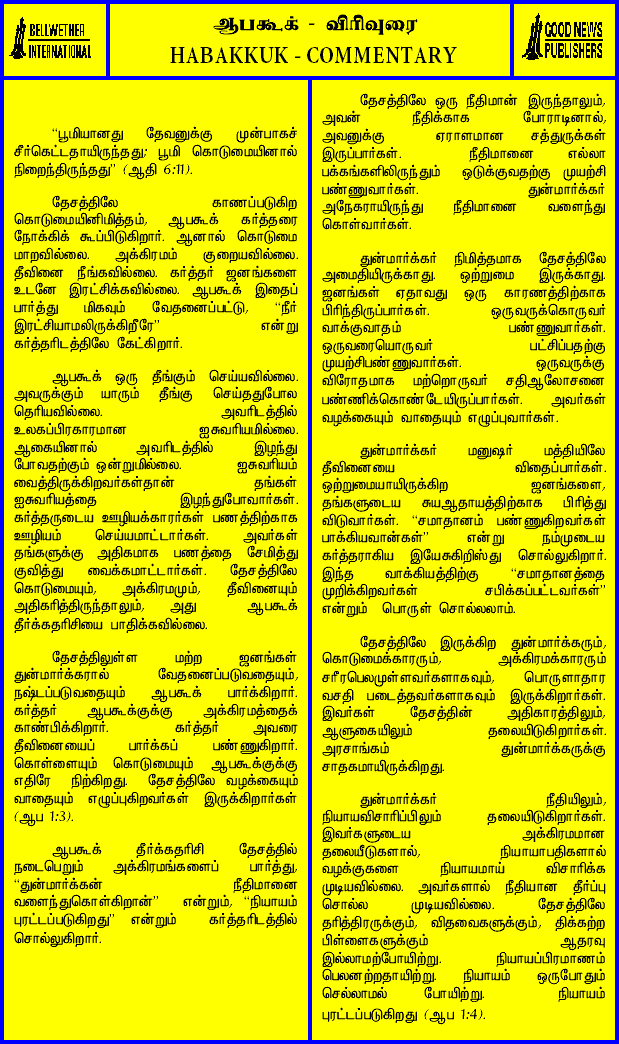 BELLWETHER
INTERNATIONAL
ஆபகூக் - விரிவுரை
HABAKKUK - COMMENTARY
GOOD NEWS
PUBLISHERS
“பூமியானது தேவனுக்கு முன்பாகச்
சீர்கெட்டதாயிருந்தது; பூமி கொடுமையினால்
நிறைந்திருந்தது” (ஆதி 6:11).
தேசத்திலே காணப்படுகிற
கொடுமையினிமித்தம், ஆபகூக் கர்த்தரை
நோக்கிக் கூப்பிடுகிறார். ஆனால் கொடுமை
மாறவில்லை. அக்கிரமம் குறையவில்லை.
தீவினை நீங்கவில்லை. கர்த்தர் ஜனங்களை
உடனே இரட்சிக்கவில்லை. ஆபகூக் இதைப்
பார்த்து மிகவும் வேதனைப்பட்டு, “நீர்
இரட்சியாமலிருக்கிறீரே” என்று
கர்த்தரிடத்திலே கேட்கிறார்.
ஆபகூக் ஒரு தீங்கும் செய்யவில்லை.
அவருக்கும் யாரும் தீங்கு செய்ததுபோல
தெரியவில்லை. அவரிடத்தில்
உலகப்பிரகாரமான ஐசுவரியமில்லை.
ஆகையினால் அவரிடத்தில் இழந்து
போவதற்கும் ஒன்றுமில்லை. ஐசுவரியம்
வைத்திருக்கிறவர்கள்தான் தங்கள்
ஐசுவரியத்தை இழந்துபோவார்கள்.
கர்த்தருடைய ஊழியக்காரர்கள் பணத்திற்காக
ஊழியம் செய்யமாட்டார்கள். அவர்கள்
தங்களுக்கு அதிகமாக பணத்தை சேமித்து
குவித்து வைக்கமாட்டார்கள். தேசத்திலே
கொடுமையும், அக்கிரமமும், தீவினையும்
அதிகரித்திருந்தாலும், அது ஆபகூக்
தீர்க்கதரிசியை பாதிக்கவில்லை.
தேசத்திலுள்ள மற்ற ஜனங்கள்
துன்மார்க்கரால் வேதனைப்படுவதையும்,
நஷ்டப்படுவதையும் ஆபகூக் பார்க்கிறார்.
கர்த்தர் ஆபகூக்குக்கு அக்கிரமத்தைக்
காண்பிக்கிறார். கர்த்தர் அவரை
தீவினையைப் பார்க்கப் பண்ணுகிறார்.
கொள்ளையும் கொடுமையும் ஆபகூக்குக்கு
எதிரே நிற்கிறது. தேசத்திலே வழக்கையும்
வாதையும் எழுப்புகிறவர்கள் இருக்கிறார்கள்
(ஆப 1:3).
ஆபகூக் தீர்க்கதரிசி தேசத்தில்
நடைபெறும் அக்கிரமங்களைப் பார்த்து,
“துன்மார்க்கன் நீதிமானை
வளைந்துகொள்கிறான்” என்றும், “நியாயம்
புரட்டப்படுகிறது” என்றும் கர்த்தரிடத்தில்
சொல்லுகிறார்.
தேசத்திலே ஒரு நீதிமான் இருந்தாலும்,
அவன் நீதிக்காக போராடினால்,
அவனுக்கு ஏராளமான சத்துருக்கள்
இருப்பார்கள். நீதிமானை எல்லா
பக்கங்களிலிருந்தும் ஒடுக்குவதற்கு முயற்சி
பண்ணுவார்கள். துன்மார்க்கர்
அநேகராயிருந்து நீதிமானை வளைந்து
கொள்வார்கள்.
துன்மார்க்கர் நிமித்தமாக தேசத்திலே
அமைதியிருக்காது. ஒற்றுமை இருக்காது.
ஜனங்கள் ஏதாவது ஒரு காரணத்திற்காக
பிரிந்திருப்பார்கள். ஒருவருக்கொருவர்
வாக்குவாதம் பண்ணுவார்கள்.
ஒருவரையொருவர் பட்சிப்பதற்கு
முயற்சிபண்ணுவார்கள். ஒருவருக்கு
விரோதமாக மற்றொருவர் சதிஆலோசனை
பண்ணிக்கொண்டேயிருப்பார்கள். அவர்கள்
வழக்கையும் வாதையும் எழுப்புவார்கள்.
துன்மார்க்கர் மனுஷர் மத்தியிலே
தீவினையை விதைப்பார்கள்.
ஒற்றுமையாயிருக்கிற ஜனங்களை,
தங்களுடைய சுயஆதாயத்திற்காக பிரித்து
விடுவார்கள். “சமாதானம் பண்ணுகிறவர்கள்
பாக்கியவான்கள்” என்று நம்முடைய
கர்த்தராகிய இயேசுகிறிஸ்து சொல்லுகிறார்.
இந்த வாக்கியத்திற்கு “சமாதானத்தை
முறிக்கிறவர்கள் சபிக்கப்பட்டவர்கள்”
என்றும் பொருள் சொல்லலாம்.
தேசத்திலே இருக்கிற துன்மார்க்கரும்,
கொடுமைக்காரரும், அக்கிரமக்காரரும்
சரீரபெலமுள்ளவர்களாகவும், பொருளாதார
வசதி படைத்தவர்களாகவும் இருக்கிறார்கள்.
இவர்கள் தேசத்தின் அதிகாரத்திலும்,
ஆளுகையிலும் தலையிடுகிறார்கள்.
அரசாங்கம் துன்மார்க்கருக்கு
சாதகமாயிருக்கிறது.
துன்மார்க்கர் நீதியிலும்,
நியாயவிசாரிப்பிலும் தலையிடுகிறார்கள்.
இவர்களுடைய அக்கிரமமான
தலையீடுகளால், நியாயாபதிகளால்
வழக்குகளை நியாயமாய் விசாரிக்க
முடியவில்லை. அவர்களால் நீதியான தீர்ப்பு
சொல்ல முடியவில்லை. தேசத்திலே
தரித்திரருக்கும், விதவைகளுக்கும், திக்கற்ற
பிள்ளைகளுக்கும் ஆதரவு
இல்லாமற்போயிற்று. நியாயப்பிரமாணம்
பெலனற்றதாயிற்று. நியாயம் ஒருபோதும்
செல்லாமல் போயிற்று. நியாயம்
புரட்டப்படுகிறது (ஆப 1:4).